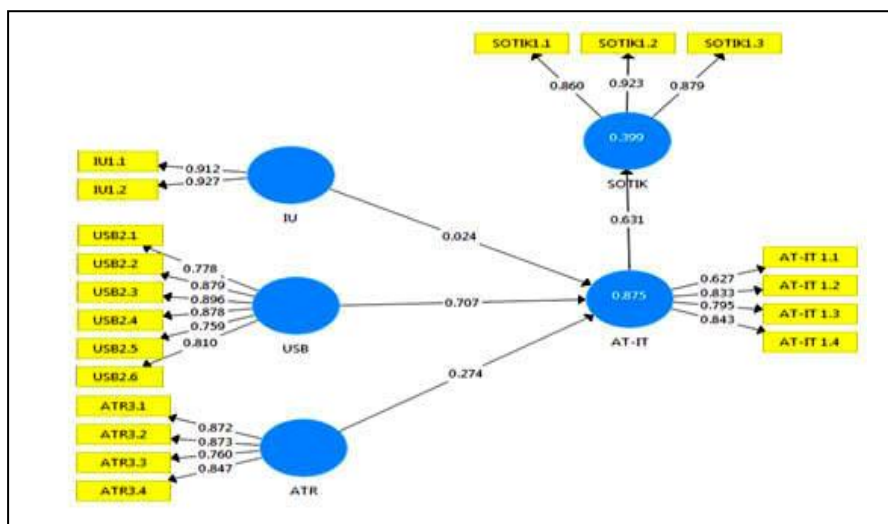 SOTIK1.1 SOTIK1.2 SOTIK1.3
0.860 0.923 0.879
0.399
SOTIK
IU1.1
IU1.2
0.912
0.927
IU
0.024
0.631
USB2.1
USB2.2
USB2.3
USB2.4
USB2.5
USB2.6
0.778
0.879
0.896
0.878
0.759
0.810
USB
0.707
0.875
AT-IT
0.627
0.833
0.795
0.843
AT-IT 1.1
AT-IT 1.2
AT-IT 1.3
AT-IT 1.4
0.274
ATR3.1
ATR3.2
ATR3.3
ATR3.4
0.872
0.873
0.760
0.847
ATR